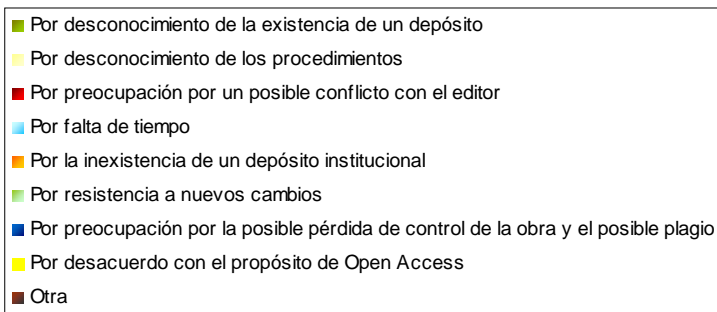 Por desconocimiento de la existencia de un depósito
Por desconocimiento de los procedimientos
Por preocupación por un posible conflicto con el editor
Por falta de tiempo
Por la inexistencia de un depósito institucional
Por resistencia a nuevos cambios
Por preocupación por la posible pérdida de control de la obra y el posible plagio
Por desacuerdo con el propósito de Open Access
Otra